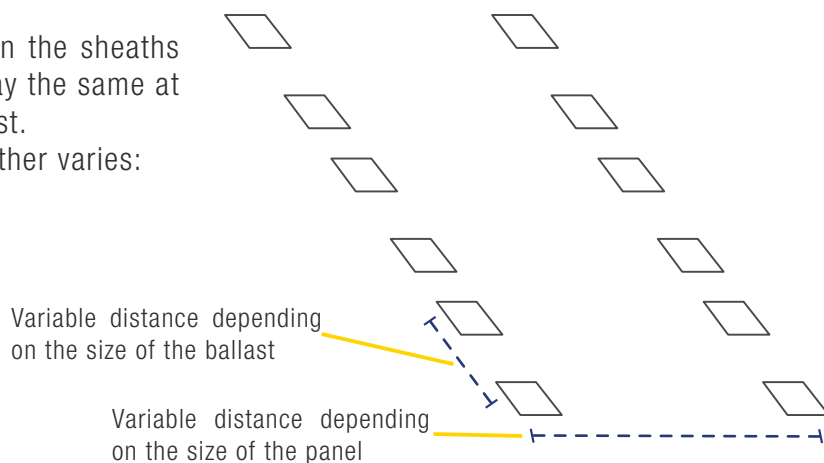 n the sheaths
y the same at
st.
ther varies:
Variable distance depending
on the size of the ballast
Variable distance depending
on the size of the panel